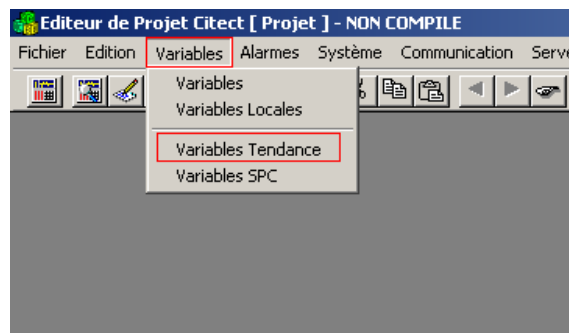 Editeur de Projet Citect [ Projet ] - NON COMPILE
Fichier Edition Variables Alarmes Système Communication Serve
Variables
Variables Locales
Variables Tendance
Variables SPC